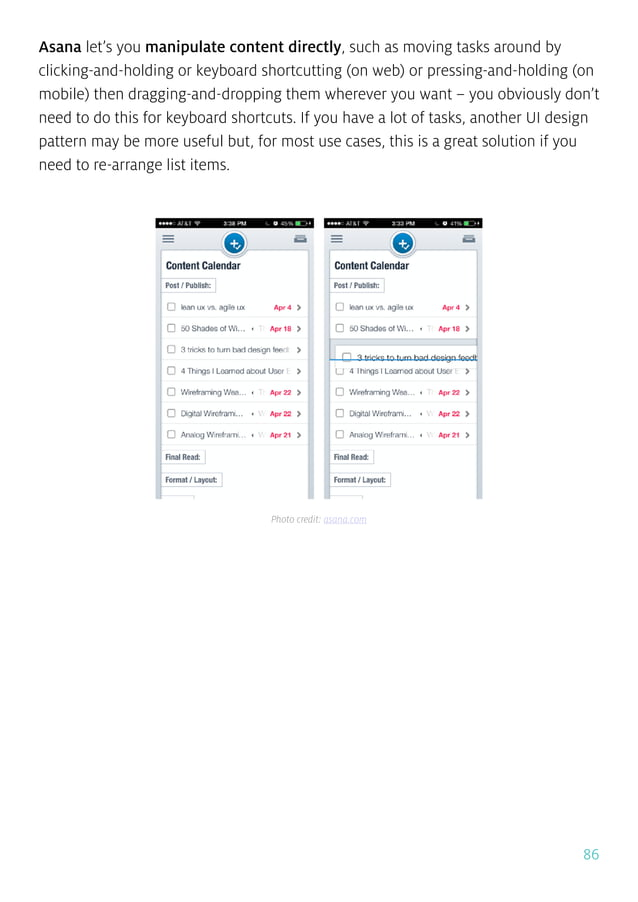 Asana let’s you manipulate content directly, such as moving tasks around by
clicking-and-holding or keyboard shortcutting (on web) or pressing-and-holding (on
mobile) then dragging-and-dropping them wherever you want – you obviously don’t
need to do this for keyboard shortcuts. If you have a lot of tasks, another UI design
pattern may be more useful but, for most use cases, this is a great solution if you
need to re-arrange list items.
AT&T 3:38 PM 45%
Content Calendar
Post / Publish:
lean ux vs. agile ux Apr 4
50 Shades of Wi... Apr 18
3 tricks to turn bad design feed
4 Things I Learned about User E
Wireframing Wea... Apr 22
Digital Wireframi... Apr 22
Analog Wireframi... Apr 21
Final Read:
Format / Layout:
AT&T 3:33 PM 41%
Content Calendar
Post / Publish:
lean ux vs. agile ux Apr 4
50 Shades of Wi... Apr 18
3 tricks to turn bad design feedt
4 Things I Learned about User E
Wireframing Wea... Apr 22
Digital Wireframi... Apr 22
Analog Wireframi... Apr 21
Final Read:
Format / Layout:
Photo credit: asana.com
86